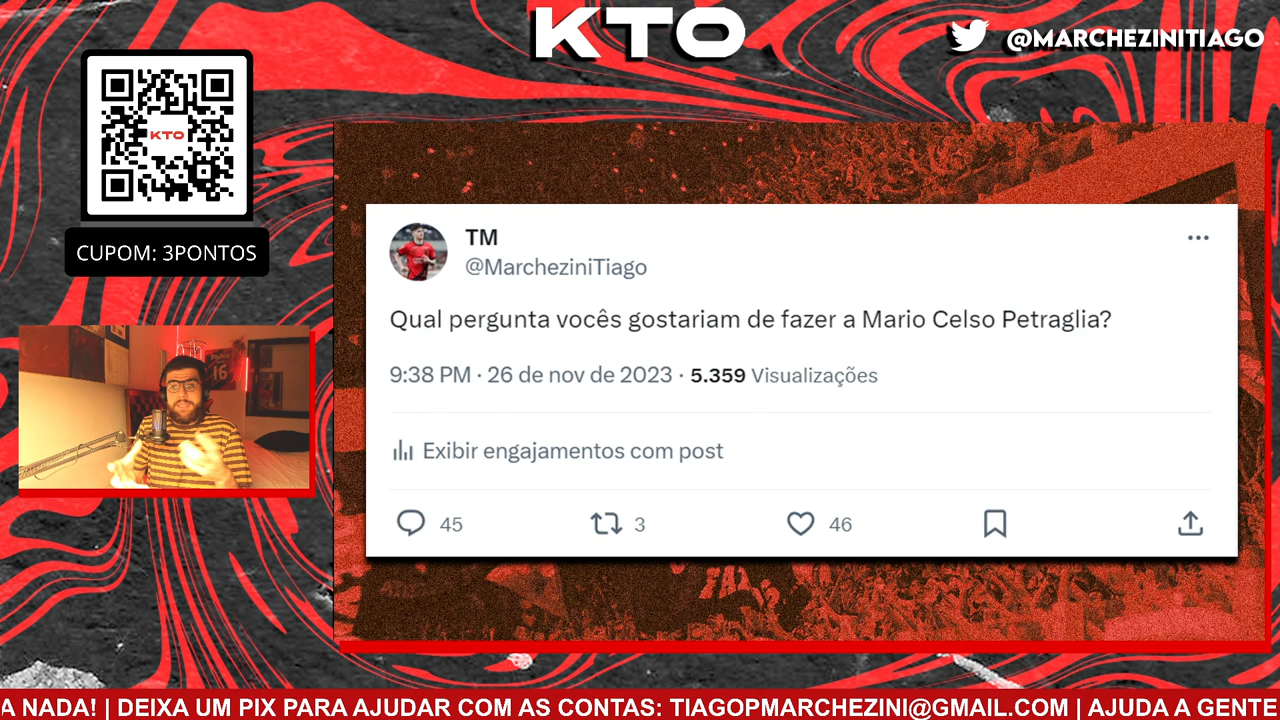 KTO
@MARCHEZINITIAGO
KTO
CUPOM: 3PONTOS
TM
@MarcheziniTiago
Qual pergunta vocês gostariam de fazer a Mario Celso Petraglia?
9:38 PM · 26 de nov de 2023 · 5.359 Visualizações
Exibir engajamentos com post
45 3 46
16
A NADA! | DEIXA UM PIX PARA AJUDAR COM AS CONTAS: TIAGOPMARCHEZINI@GMAIL.COM | AJUDA A GENTE